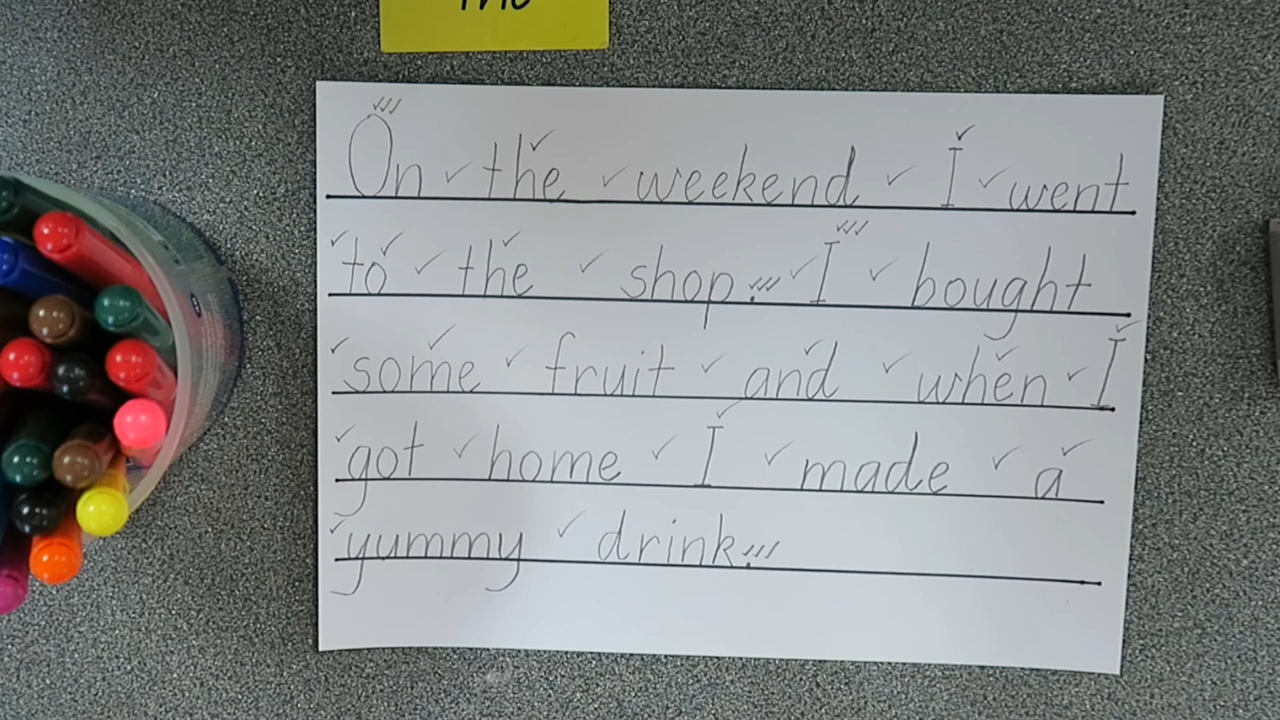 On the weekend I went
to the shop. I bought
some fruit and when I
got home I made a
yummy drink.